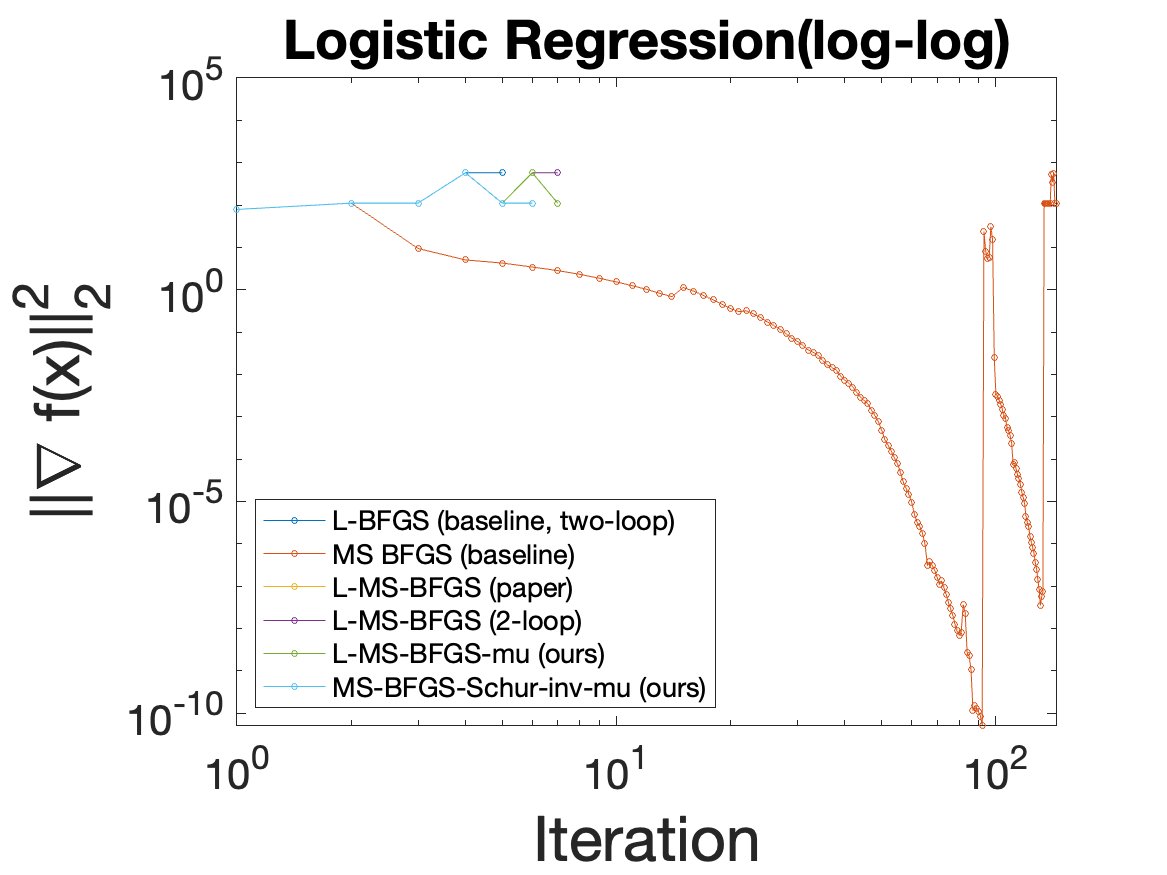 Logistic Regression(log-log)
10^5
10^0
10^-5
10^-10
||∇ f(x)||_2^2
L-BFGS (baseline, two-loop)
MS BFGS (baseline)
L-MS-BFGS (paper)
L-MS-BFGS (2-loop)
L-MS-BFGS-mu (ours)
MS-BFGS-Schur-inv-mu (ours)
10^0 10^1 10^2
Iteration